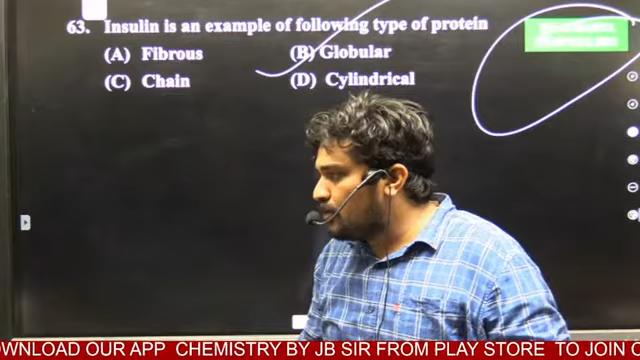 63. Insulin is an example of following type of protein
(A) Fibrous (B) Globular
(C) Chain (D) Cylindrical
OWNLOAD OUR APP CHEMISTRY BY JB SIR FROM PLAY STORE TO JOIN